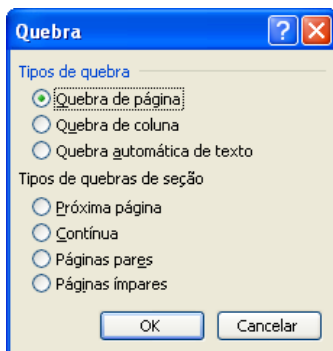 Quebra
Tipos de quebra
Quebra de página
Quebra de coluna
Quebra automática de texto
Tipos de quebras de seção
Próxima página
Contínua
Páginas pares
Páginas ímpares
OK Cancelar